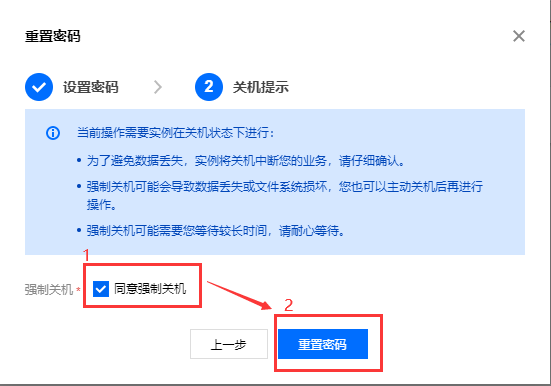 重置密码
设置密码
2 关机提示
当前操作需要实例在关机状态下进行：
• 为了避免数据丢失，实例将关机中断您的业务，请仔细确认。
• 强制关机可能会导致数据丢失或文件系统损坏，您也可以主动关机后再进行
操作。
• 强制关机可能需要您等待较长时间，请耐心等待。
1
强制关机 * 同意强制关机
2
上一步 重置密码